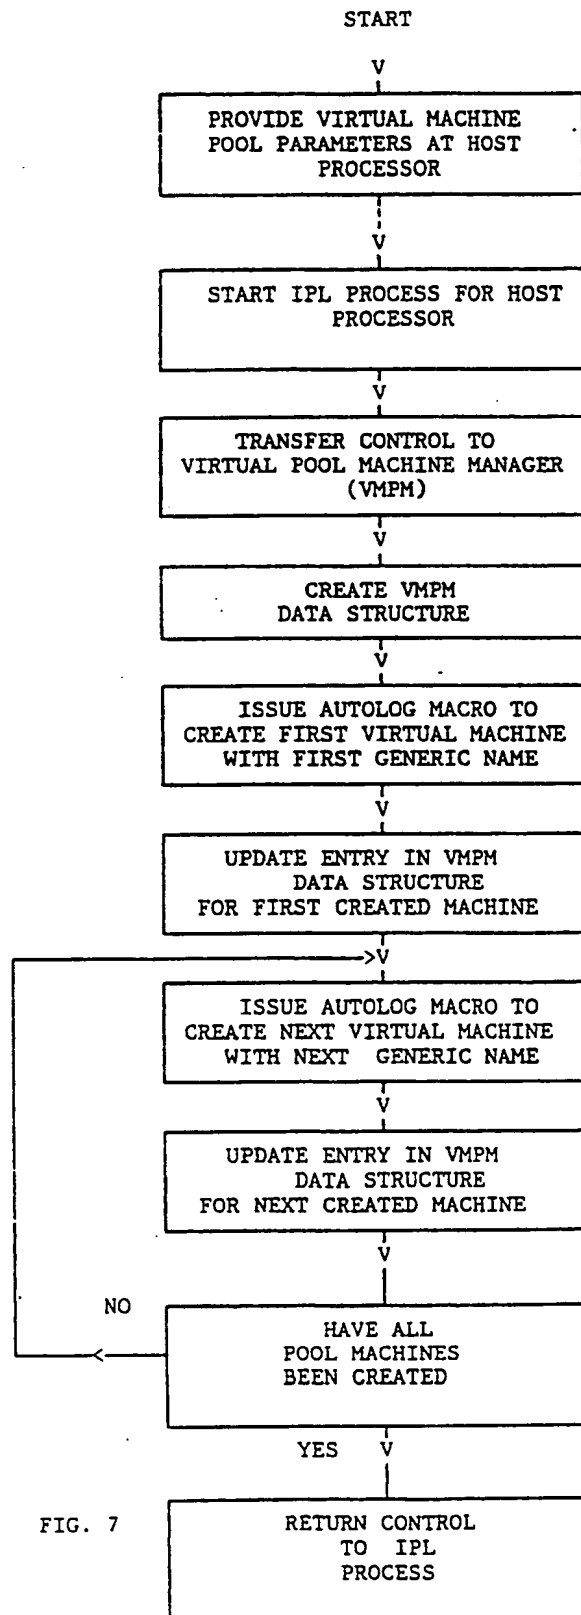 START
V
PROVIDE VIRTUAL MACHINE
POOL PARAMETERS AT HOST
PROCESSOR
V
START IPL PROCESS FOR HOST
PROCESSOR
V
TRANSFER CONTROL TO
VIRTUAL POOL MACHINE MANAGER
(VMPM)
V
CREATE VMPM
DATA STRUCTURE
V
ISSUE AUTOLOG MACRO TO
CREATE FIRST VIRTUAL MACHINE
WITH FIRST GENERIC NAME
V
UPDATE ENTRY IN VMPM
DATA STRUCTURE
FOR FIRST CREATED MACHINE
>V
ISSUE AUTOLOG MACRO TO
CREATE NEXT VIRTUAL MACHINE
WITH NEXT GENERIC NAME
V
UPDATE ENTRY IN VMPM
DATA STRUCTURE
FOR NEXT CREATED MACHINE
V
NO
HAVE ALL
POOL MACHINES
<
BEEN CREATED
YES V
FIG. 7
RETURN CONTROL
TO IPL
PROCESS